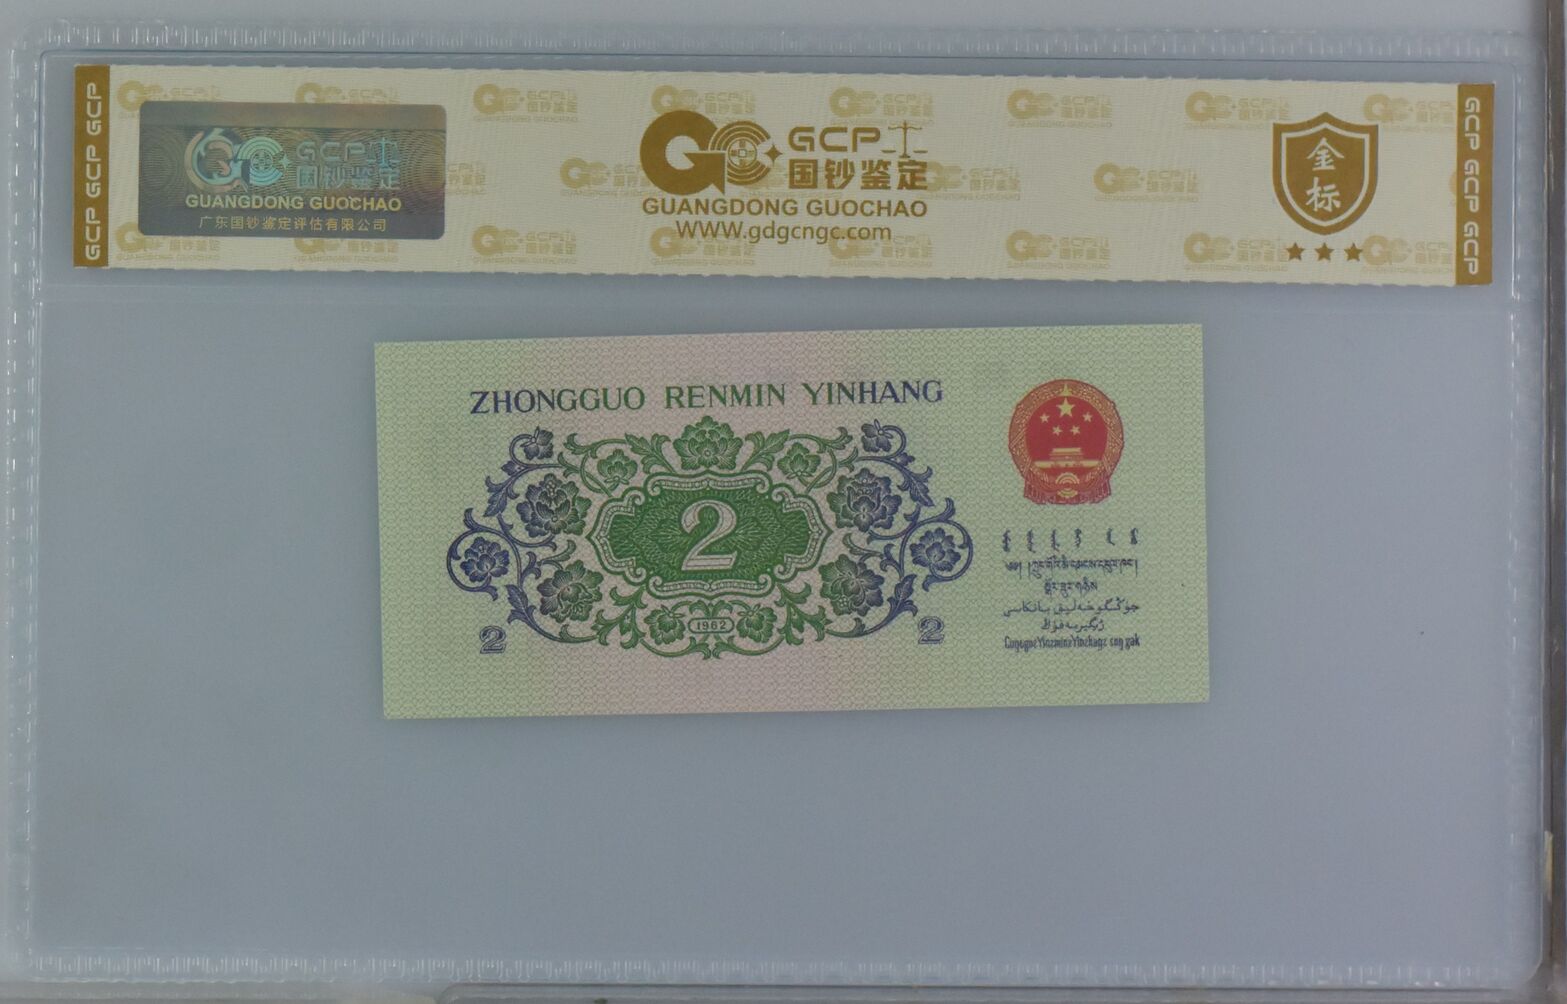 GCP GCP GCP
GCP
国钞鉴定
GUANGDONG GUOCHAO
广东国钞鉴定评估有限公司
GCP
国钞鉴定
GUANGDONG GUOCHAO
WWW.gdgcngc.com
金
标
GCP GCP GCP
ZHONGGUO RENMIN YINHANG
2
1962
2
2